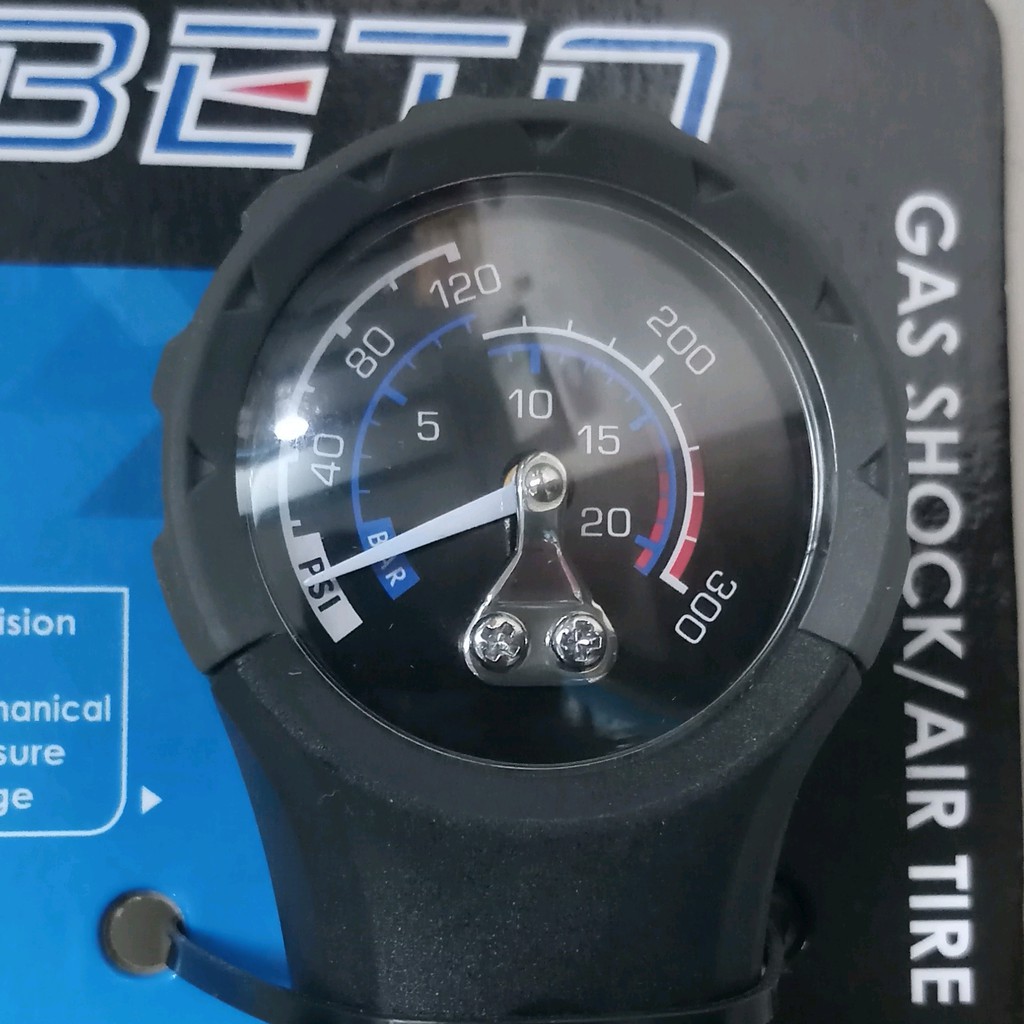 BETO
GAS SHOCK/AIR TIRE
120
80
40
PSI
200
300
5
10
15
20
BAR
ision
hanical
sure
ge